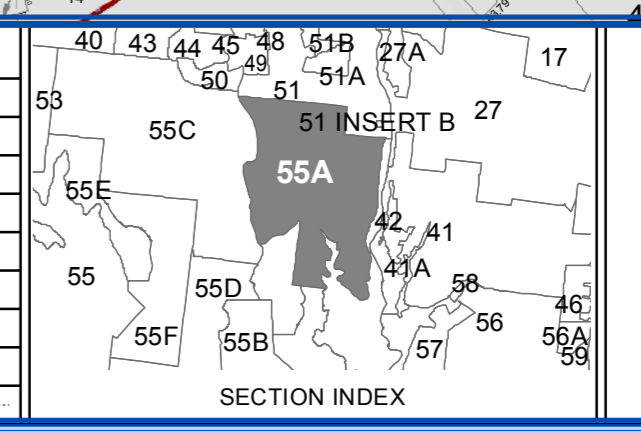 40 43 44 45 48 51B 27A 17
49
50 51A
53 51 27
55C 51 INSERT B
55A
55E
42 41
55 41A
55D 58 46
55F 55B 57 56 56A
59
SECTION INDEX